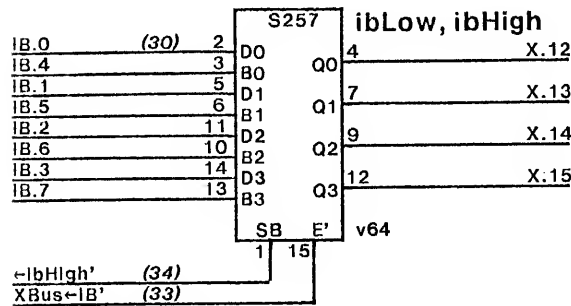 S257 ibLow, ibHigh
IB.0 (30) 2 D0 Q0 4 X.12
IB.4 3 B0
IB.1 5 D1 Q1 7 X.13
IB.5 6 B1
IB.2 11 D2 Q2 9 X.14
IB.6 10 B2
IB.3 14 D3 Q3 12 X.15
IB.7 13 B3
SB E' v64
1 15
←IbHigh' (34)
XBus←IB' (33)